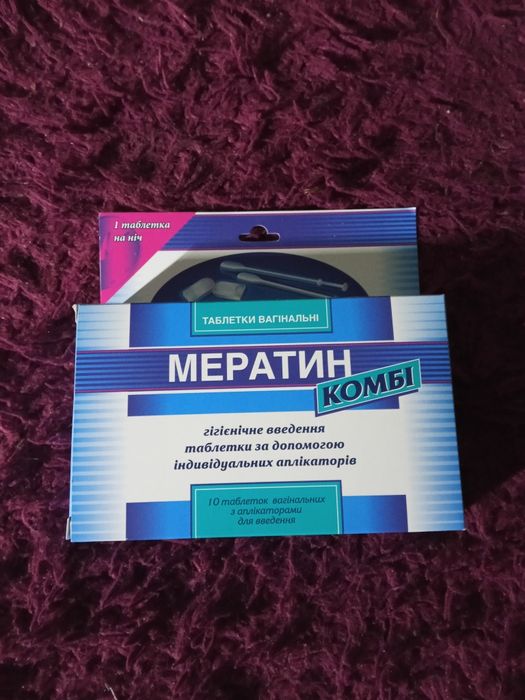 1 таблетка
на ніч
ТАБЛЕТКИ ВАГІНАЛЬНІ
МЕРАТИН
КОМБІ
гігієнічне введення
таблетки за допомогою
індивідуальних аплікаторів
10 таблеток вагінальних
з аплікаторами
для введення